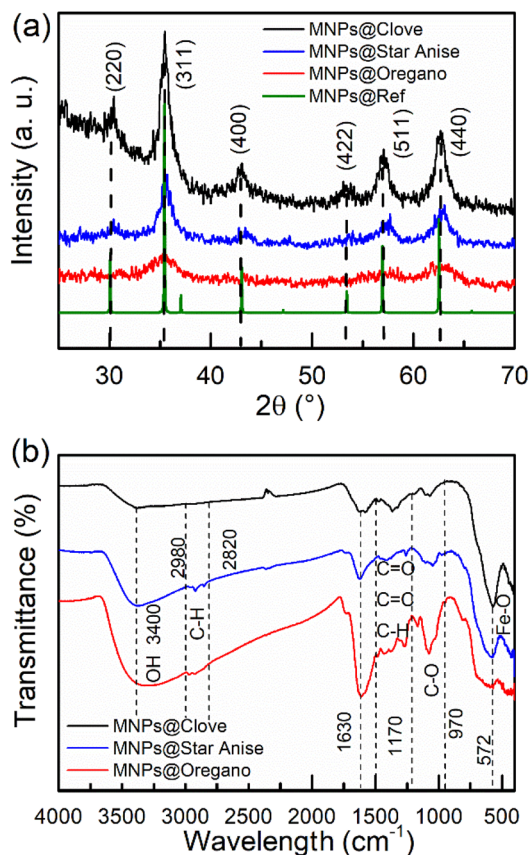 (a)
MNPs@Clove
MNPs@Star Anise
MNPs@Oregano
MNPs@Ref
(220)
(311)
(400)
(422)
(511)
(440)
Intensity (a. u.)
30 40 50 60 70
2θ (°)
(b)
Transmittance (%)
OH 3400
2980
C-H
2820
C=O
C=C
C-H
C-O
Fe-O
1630
1170
970
572
MNPs@Clove
MNPs@Star Anise
MNPs@Oregano
4000 3500 3000 2500 2000 1500 1000 500
Wavelength (cm⁻¹)